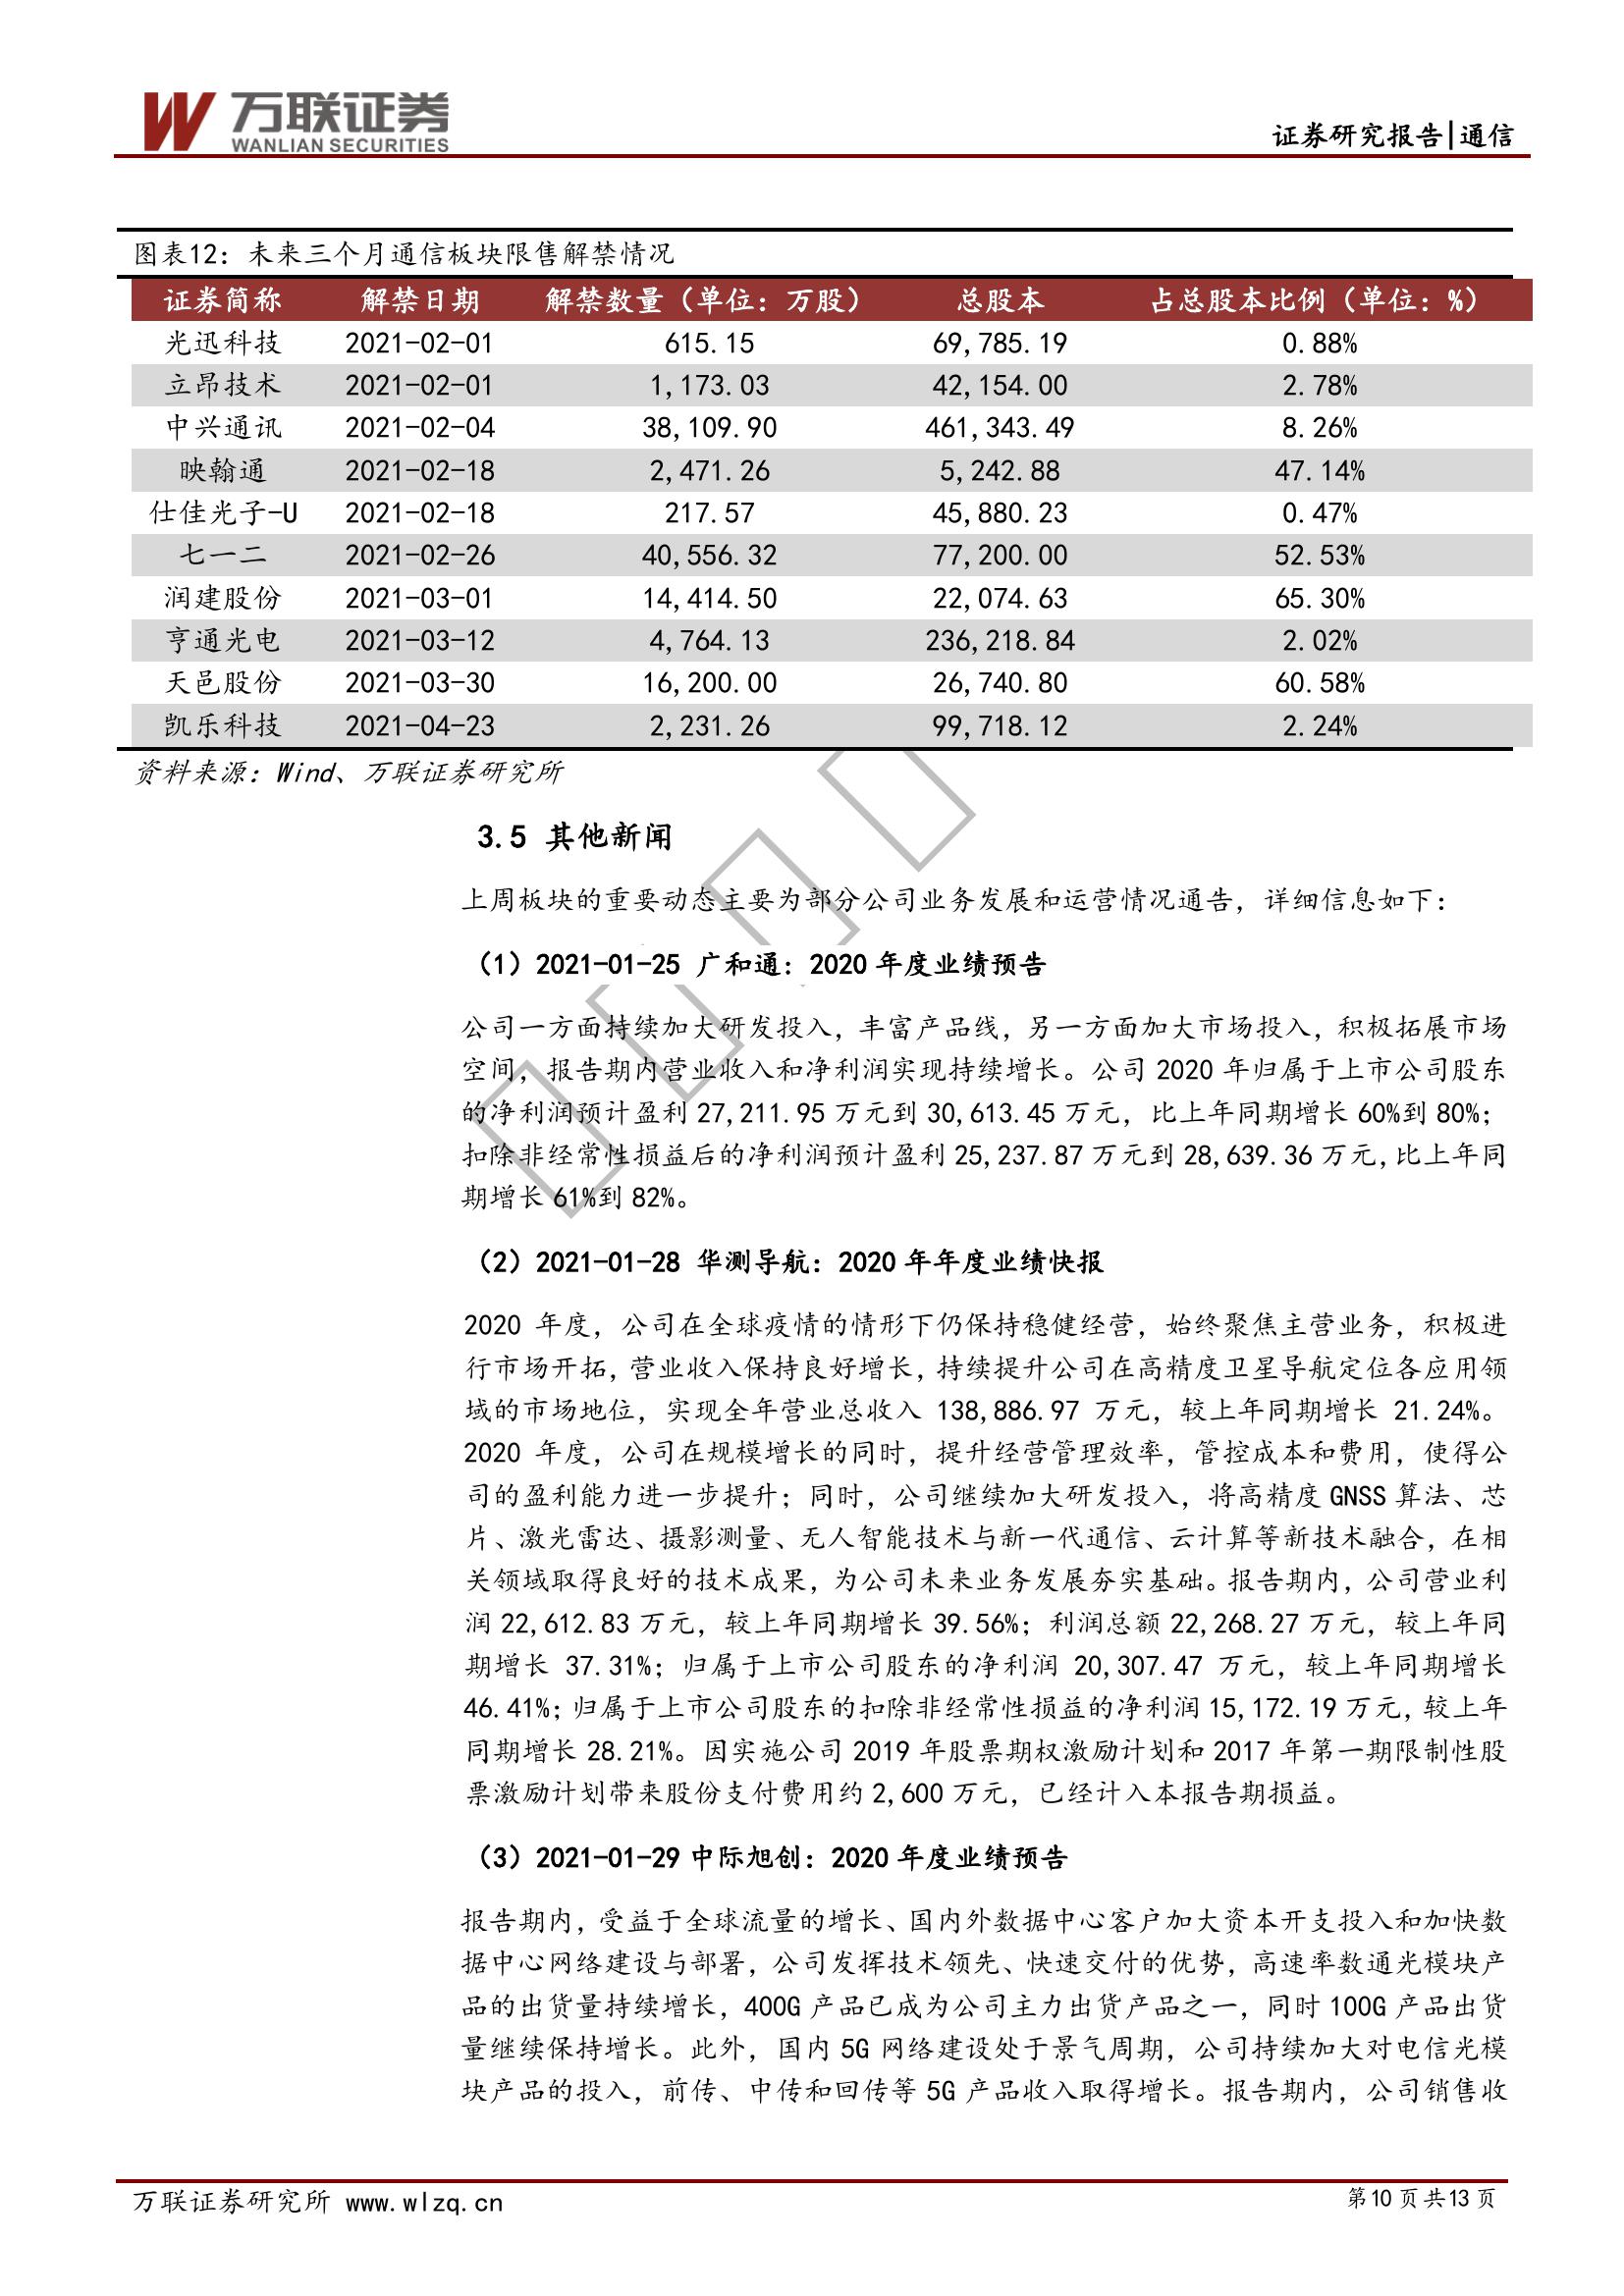 万联证券
WANLIAN SECURITIES
证券研究报告|通信
图表12：未来三个月通信板块限售解禁情况
证券简称 解禁日期 解禁数量（单位：万股） 总股本 占总股本比例（单位：%）
光迅科技 2021-02-01 615.15 69,785.19 0.88%
立昂技术 2021-02-01 1,173.03 42,154.00 2.78%
中兴通讯 2021-02-04 38,109.90 461,343.49 8.26%
映翰通 2021-02-18 2,471.26 5,242.88 47.14%
仕佳光子-U 2021-02-18 217.57 45,880.23 0.47%
七一二 2021-02-26 40,556.32 77,200.00 52.53%
润建股份 2021-03-01 14,414.50 22,074.63 65.30%
亨通光电 2021-03-12 4,764.13 236,218.84 2.02%
天邑股份 2021-03-30 16,200.00 26,740.80 60.58%
凯乐科技 2021-04-23 2,231.26 99,718.12 2.24%
资料来源：Wind、万联证券研究所
3.5 其他新闻
上周板块的重要动态主要为部分公司业务发展和运营情况通告，详细信息如下：
（1）2021-01-25 广和通：2020 年度业绩预告
公司一方面持续加大研发投入，丰富产品线，另一方面加大市场投入，积极拓展市场
空间，报告期内营业收入和净利润实现持续增长。公司 2020 年归属于上市公司股东
的净利润预计盈利 27,211.95 万元到 30,613.45 万元，比上年同期增长 60%到 80%；
扣除非经常性损益后的净利润预计盈利 25,237.87 万元到 28,639.36 万元,比上年同
期增长 61%到 82%。
（2）2021-01-28 华测导航：2020 年年度业绩快报
2020 年度，公司在全球疫情的情形下仍保持稳健经营，始终聚焦主营业务，积极进
行市场开拓，营业收入保持良好增长，持续提升公司在高精度卫星导航定位各应用领
域的市场地位，实现全年营业总收入 138,886.97 万元，较上年同期增长 21.24%。
2020 年度，公司在规模增长的同时，提升经营管理效率，管控成本和费用，使得公
司的盈利能力进一步提升；同时，公司继续加大研发投入，将高精度 GNSS 算法、芯
片、激光雷达、摄影测量、无人智能技术与新一代通信、云计算等新技术融合，在相
关领域取得良好的技术成果，为公司未来业务发展夯实基础。报告期内，公司营业利
润 22,612.83 万元，较上年同期增长 39.56%；利润总额 22,268.27 万元，较上年同
期增长 37.31%；归属于上市公司股东的净利润 20,307.47 万元，较上年同期增长
46.41%；归属于上市公司股东的扣除非经常性损益的净利润 15,172.19 万元，较上年
同期增长 28.21%。因实施公司 2019 年股票期权激励计划和 2017 年第一期限制性股
票激励计划带来股份支付费用约 2,600 万元，已经计入本报告期损益。
（3）2021-01-29 中际旭创：2020 年度业绩预告
报告期内，受益于全球流量的增长、国内外数据中心客户加大资本开支投入和加快数
据中心网络建设与部署，公司发挥技术领先、快速交付的优势，高速率数通光模块产
品的出货量持续增长，400G 产品已成为公司主力出货产品之一，同时 100G 产品出货
量继续保持增长。此外，国内 5G 网络建设处于景气周期，公司持续加大对电信光模
块产品的投入，前传、中传和回传等 5G 产品收入取得增长。报告期内，公司销售收
万联证券研究所 www.wlzq.cn
第10 页 共13 页